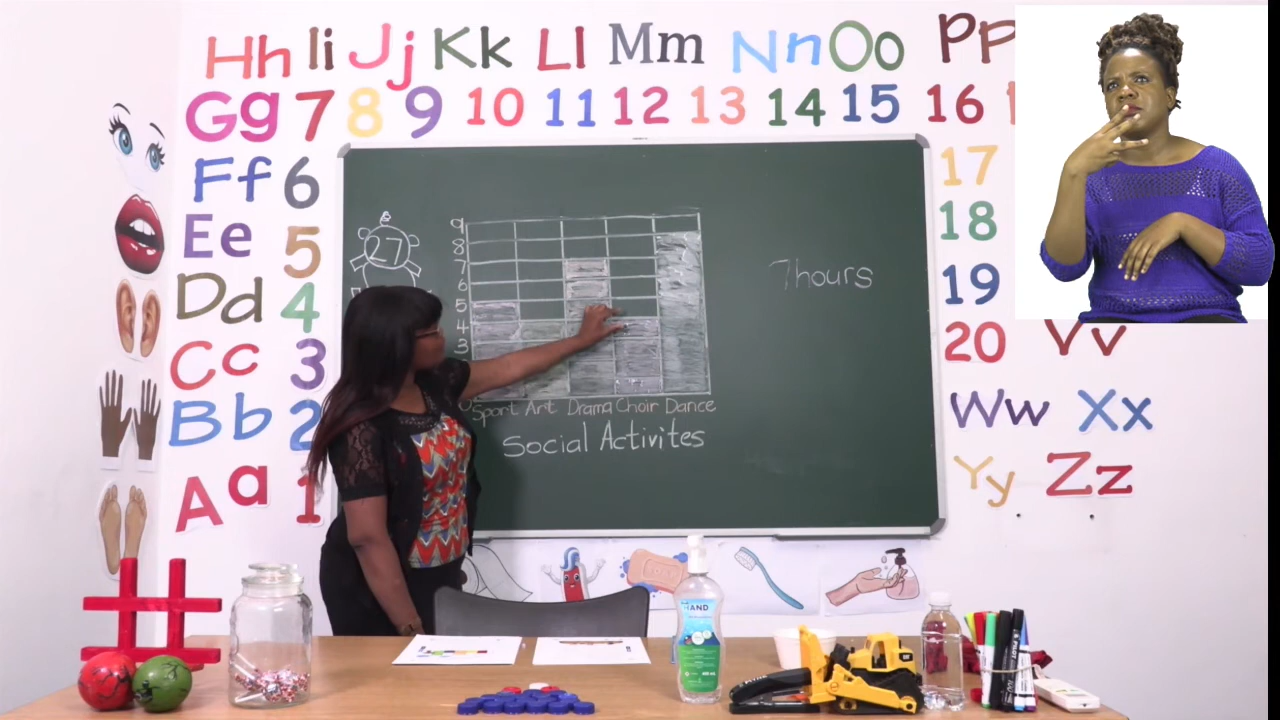 Hh Ii Jj Kk Ll Mm Nn Oo Pp
Gg 7 8 9 10 11 12 13 14 15 16
Ff 6 17
Ee 5 18
Dd 4 19
Cc 3 20 Vv
Bb 2 Ww Xx
Aa 1 Yy Zz
27
9
8
7
6
5
4
3
7hours
Sport Art Drama Choir Dance
Social Activites
HAND
CAT
PILOT